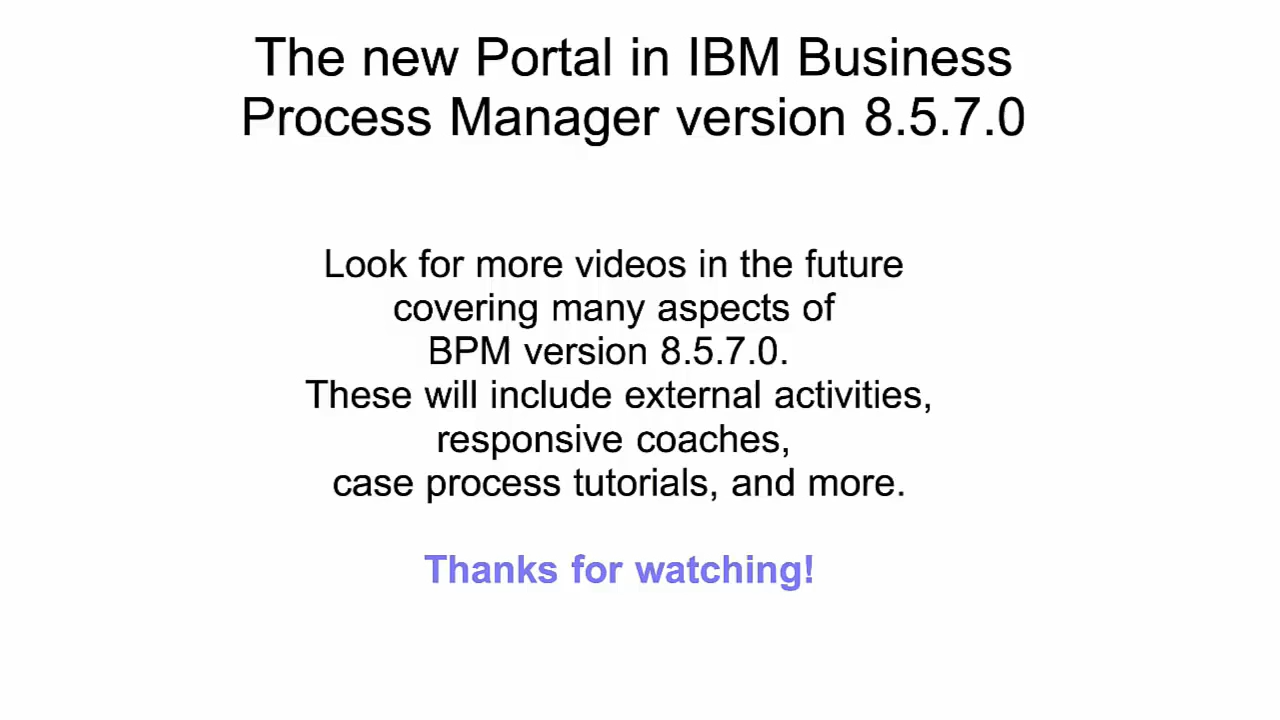 The new Portal in IBM Business
Process Manager version 8.5.7.0
Look for more videos in the future
covering many aspects of
BPM version 8.5.7.0.
These will include external activities,
responsive coaches,
case process tutorials, and more.
Thanks for watching!